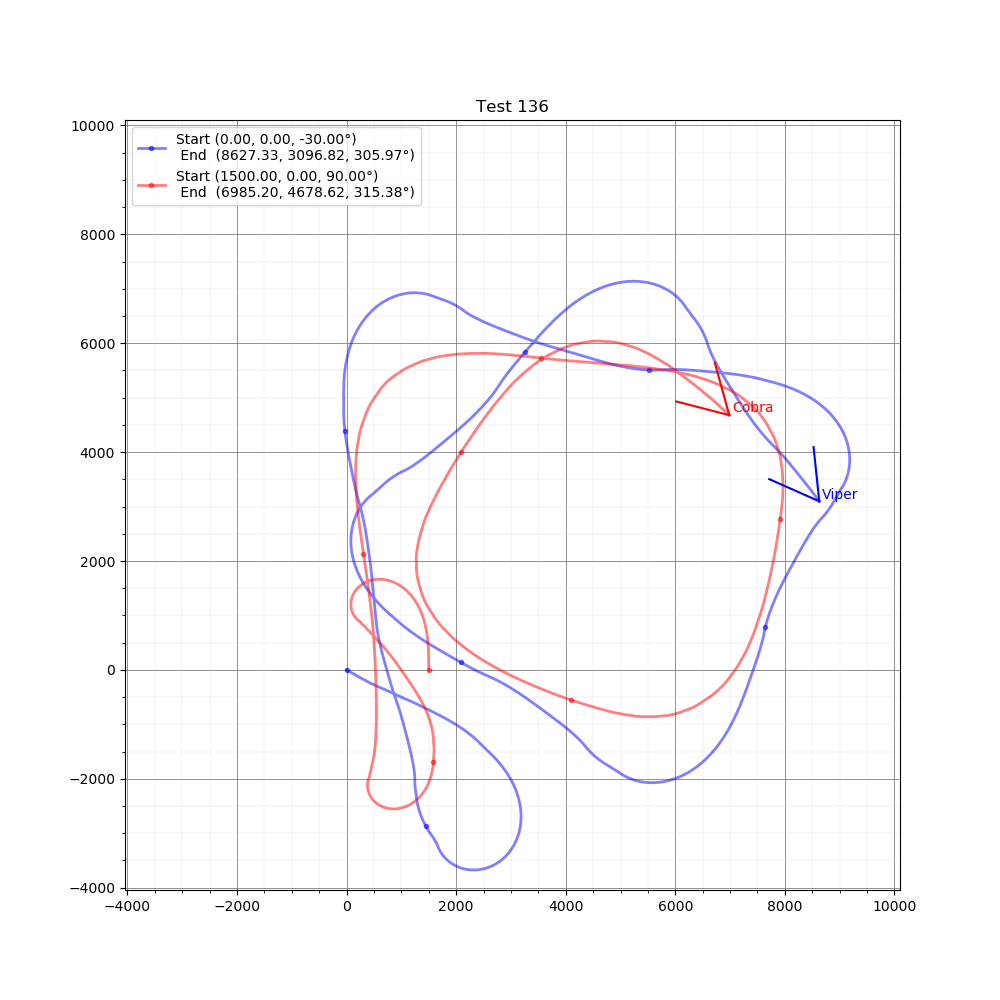 Test 136
Start (0.00, 0.00, -30.00°)
End (8627.33, 3096.82, 305.97°)
Start (1500.00, 0.00, 90.00°)
End (6985.20, 4678.62, 315.38°)
10000
8000
6000
4000
2000
0
−2000
−4000
Cobra
Viper
−4000 −2000 0 2000 4000 6000 8000 10000